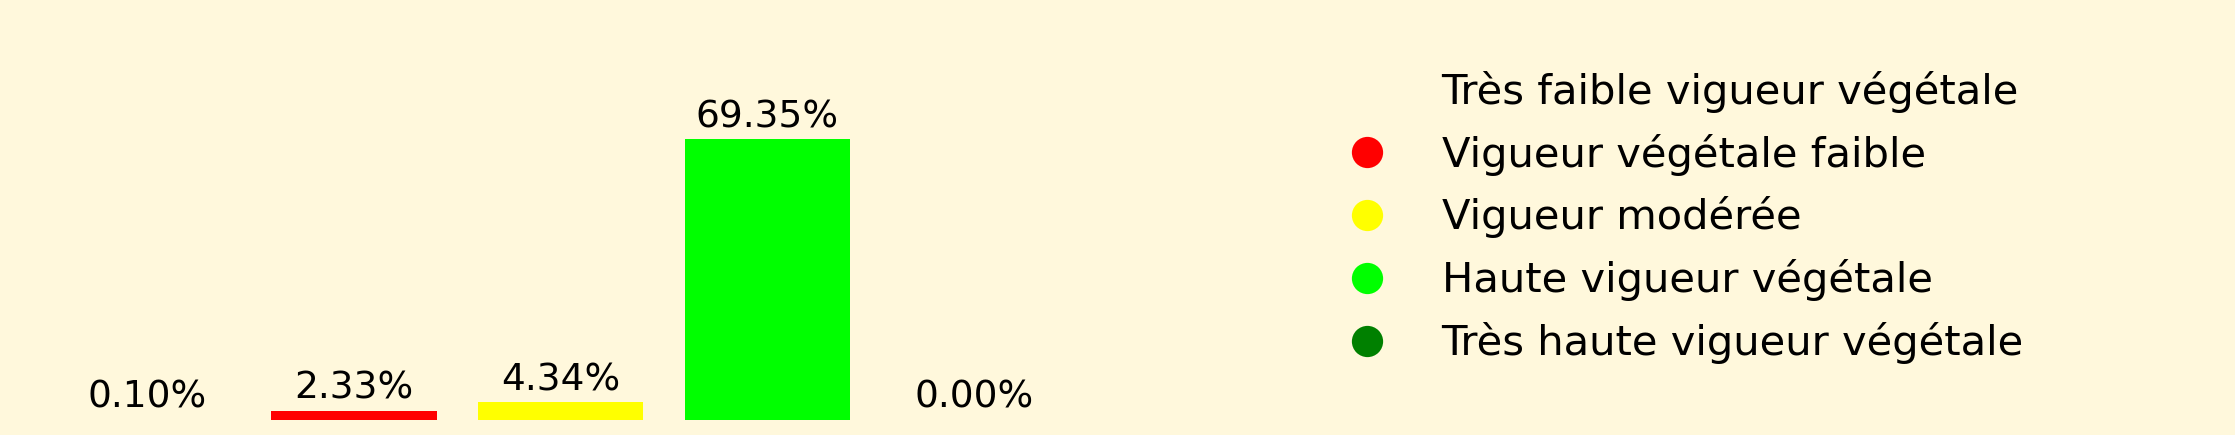 0.10%
2.33%
4.34%
69.35%
0.00%
Très faible vigueur végétale
Vigueur végétale faible
Vigueur modérée
Haute vigueur végétale
Très haute vigueur végétale